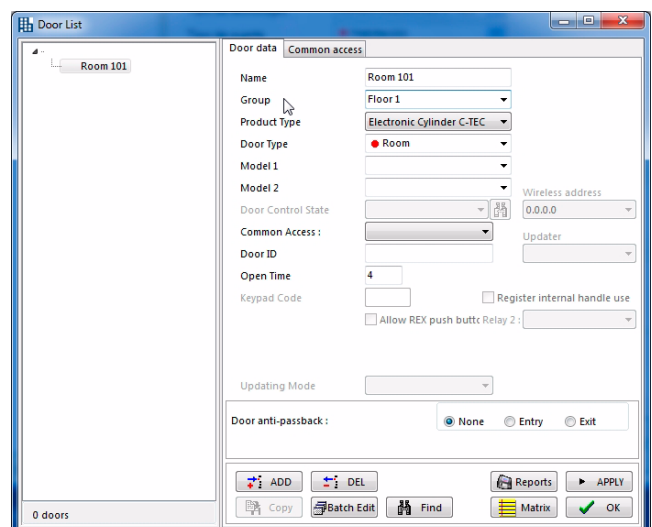 Door List
Room 101
0 doors
Door data Common access
Name Room 101
Group Floor 1
Product Type Electronic Cylinder C-TEC
Door Type Room
Model 1
Model 2
Wireless address
Door Control State 0.0.0.0
Common Access :
Updater
Door ID
Open Time 4
Keypad Code Register internal handle use
Allow REX push buttc Relay 2 :
Updating Mode
Door anti-passback : None Entry Exit
ADD DEL Reports APPLY
Copy Batch Edit Find Matrix OK